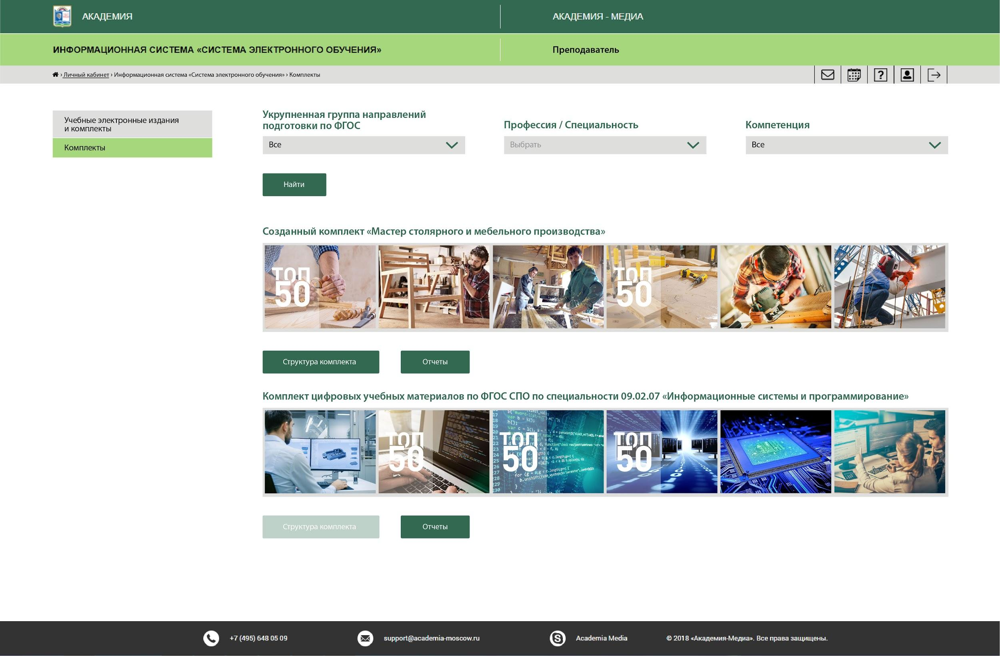 АКАДЕМИЯ
АКАДЕМИЯ - МЕДИА
ИНФОРМАЦИОННАЯ СИСТЕМА «СИСТЕМА ЭЛЕКТРОННОГО ОБУЧЕНИЯ»
Преподаватель
› Личный кабинет › Информационная система «Система электронного обучения» › Комплекты
?
Учебные электронные издания
и комплекты
Комплекты
Укрупненная группа направлений
подготовки по ФГОС
Все
Профессия / Специальность
Выбрать
Компетенция
Все
Найти
Созданный комплект «Мастер столярного и мебельного производства»
ТОП
50
ТОП
50
Структура комплекта
Отчеты
Комплект цифровых учебных материалов по ФГОС СПО по специальности 09.02.07 «Информационные системы и программирование»
ТОП
50
ТОП
50
ТОП
50
Структура комплекта
Отчеты
+7 (495) 648 05 09
support@academia-moscow.ru
Academia Media
© 2018 «Академия-Медиа». Все права защищены.